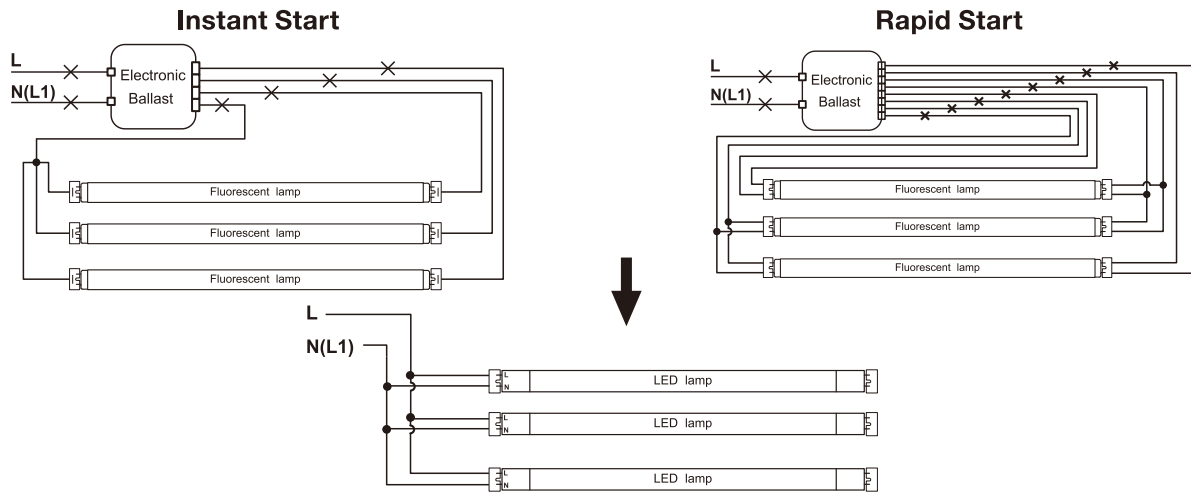 Instant Start
L
N(L1)
Electronic
Ballast
Fluorescent lamp
Fluorescent lamp
Fluorescent lamp
Rapid Start
L
N(L1)
Electronic
Ballast
Fluorescent lamp
Fluorescent lamp
Fluorescent lamp
L
N(L1)
L
N
LED lamp
L
N
LED lamp
L
N
LED lamp